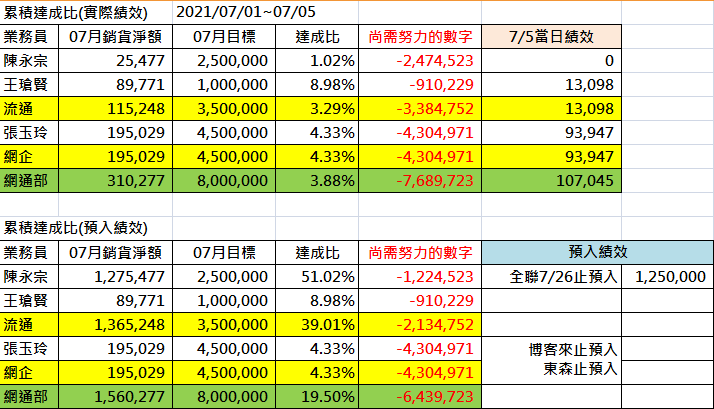 累積達成比(實際績效) 2021/07/01~07/05
業務員 07月銷貨淨額 07月目標 達成比 尚需努力的數字 7/5當日績效
陳永宗 25,477 2,500,000 1.02% -2,474,523 0
王瑲賢 89,771 1,000,000 8.98% -910,229 13,098
流通 115,248 3,500,000 3.29% -3,384,752 13,098
張玉玲 195,029 4,500,000 4.33% -4,304,971 93,947
網企 195,029 4,500,000 4.33% -4,304,971 93,947
網通部 310,277 8,000,000 3.88% -7,689,723 107,045
累積達成比(預入績效)
業務員 07月銷貨淨額 07月目標 達成比 尚需努力的數字 預入績效
陳永宗 1,275,477 2,500,000 51.02% -1,224,523 全聯7/26止預入 1,250,000
王瑲賢 89,771 1,000,000 8.98% -910,229
流通 1,365,248 3,500,000 39.01% -2,134,752
張玉玲 195,029 4,500,000 4.33% -4,304,971 博客來止預入
網企 195,029 4,500,000 4.33% -4,304,971 東森止預入
網通部 1,560,277 8,000,000 19.50% -6,439,723